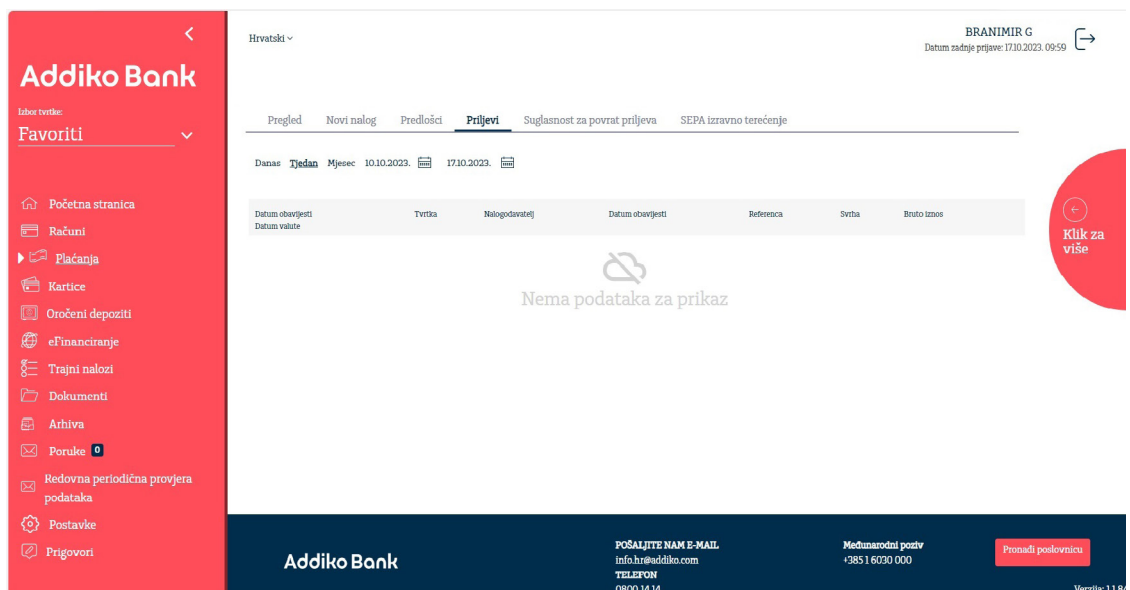 Hrvatski
BRANIMIR G
Datum zadnje prijave: 17.10.2023. 09:59
Addiko Bank
Izbor tvrtke:
Favoriti
Početna stranica
Računi
Plaćanja
Kartice
Oročeni depoziti
eFinanciranje
Trajni nalozi
Dokumenti
Arhiva
Poruke 0
Redovna periodična provjera
podataka
Postavke
Prigovori
Pregled Novi nalog Predlošci Priljevi Suglasnost za povrat priljeva SEPA izravno terećenje
Danas Tjedan Mjesec 10.10.2023. 17.10.2023.
Datum obavijesti Tvrtka Nalogodavatelj Datum obavijesti Referenca Svrha Bruto iznos
Datum valute
Nema podataka za prikaz
Klik za
više
Addiko Bank
POŠALJITE NAM E-MAIL
info.hr@addiko.com
TELEFON
0800 14 14
Međunarodni poziv
+385 1 6030 000
Pronađi poslovnicu